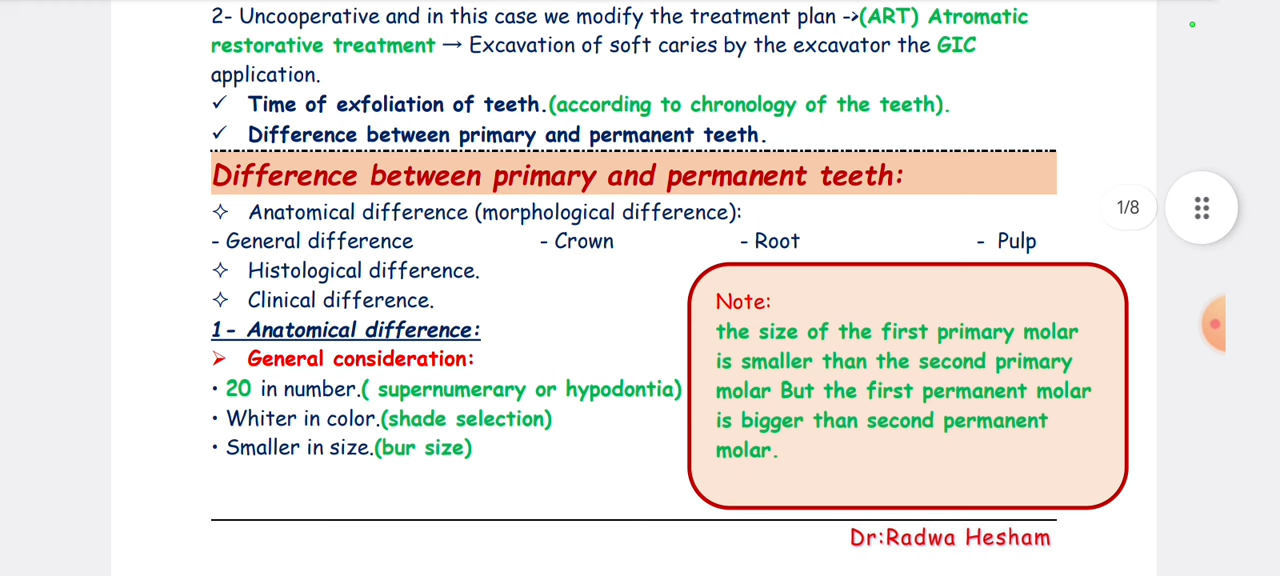 2- Uncooperative and in this case we modify the treatment plan ->(ART) Atromatic
restorative treatment → Excavation of soft caries by the excavator the GIC
application.
✓ Time of exfoliation of teeth.(according to chronology of the teeth).
✓ Difference between primary and permanent teeth.
Difference between primary and permanent teeth:
✧ Anatomical difference (morphological difference):
- General difference - Crown - Root - Pulp
✧ Histological difference.
✧ Clinical difference.
1- Anatomical difference:
➢ General consideration:
• 20 in number.( supernumerary or hypodontia)
• Whiter in color.(shade selection)
• Smaller in size.(bur size)
Note:
the size of the first primary molar
is smaller than the second primary
molar But the first permanent molar
is bigger than second permanent
molar.
Dr:Radwa Hesham
1/8